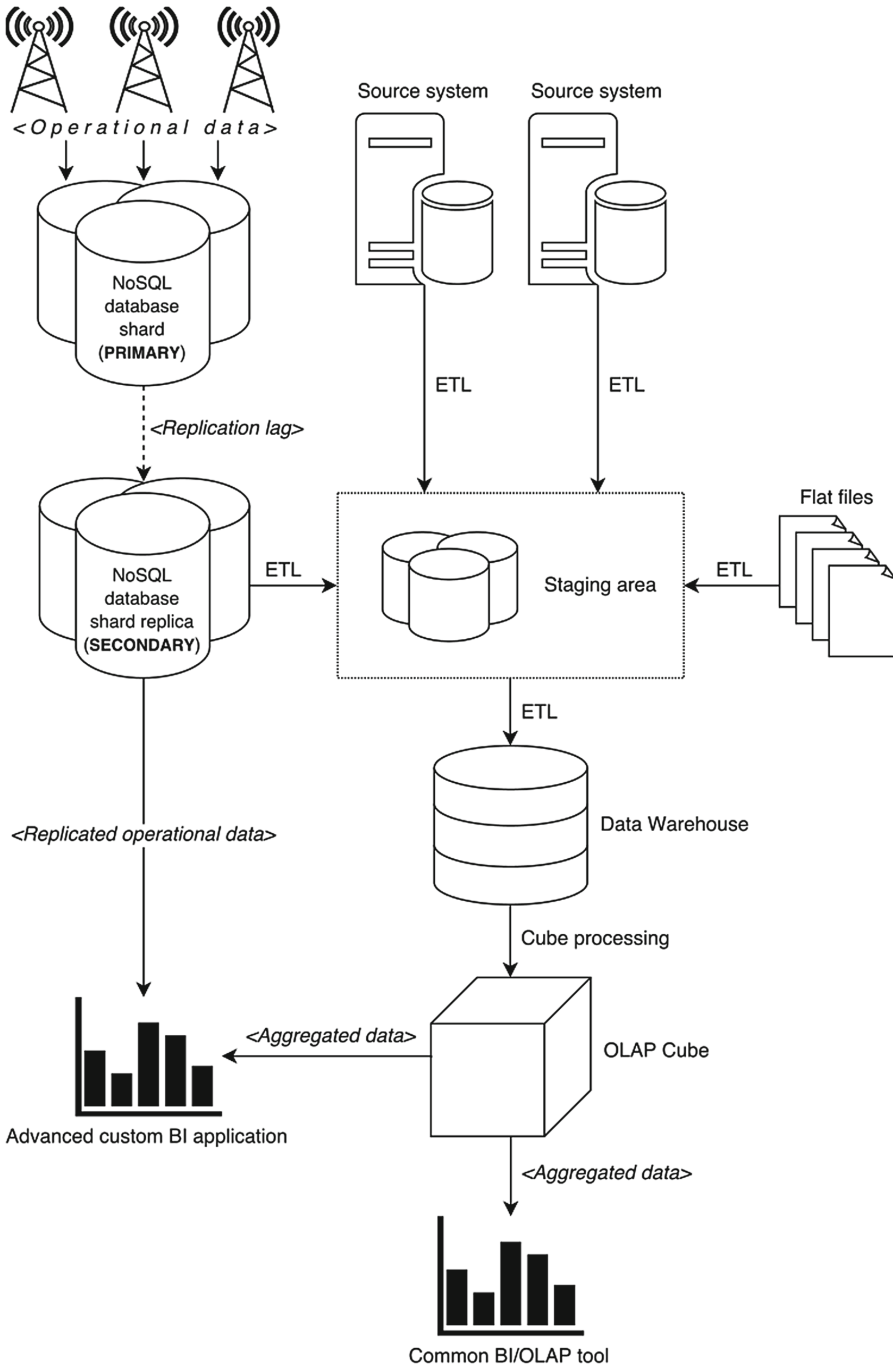 <Operational data>
Source system
Source system
NoSQL
database
shard
(PRIMARY)
ETL
ETL
<Replication lag>
Flat files
NoSQL
database
shard replica
(SECONDARY)
ETL
Staging area
ETL
ETL
<Replicated operational data>
Data Warehouse
Cube processing
<Aggregated data>
OLAP Cube
Advanced custom BI application
<Aggregated data>
Common BI/OLAP tool